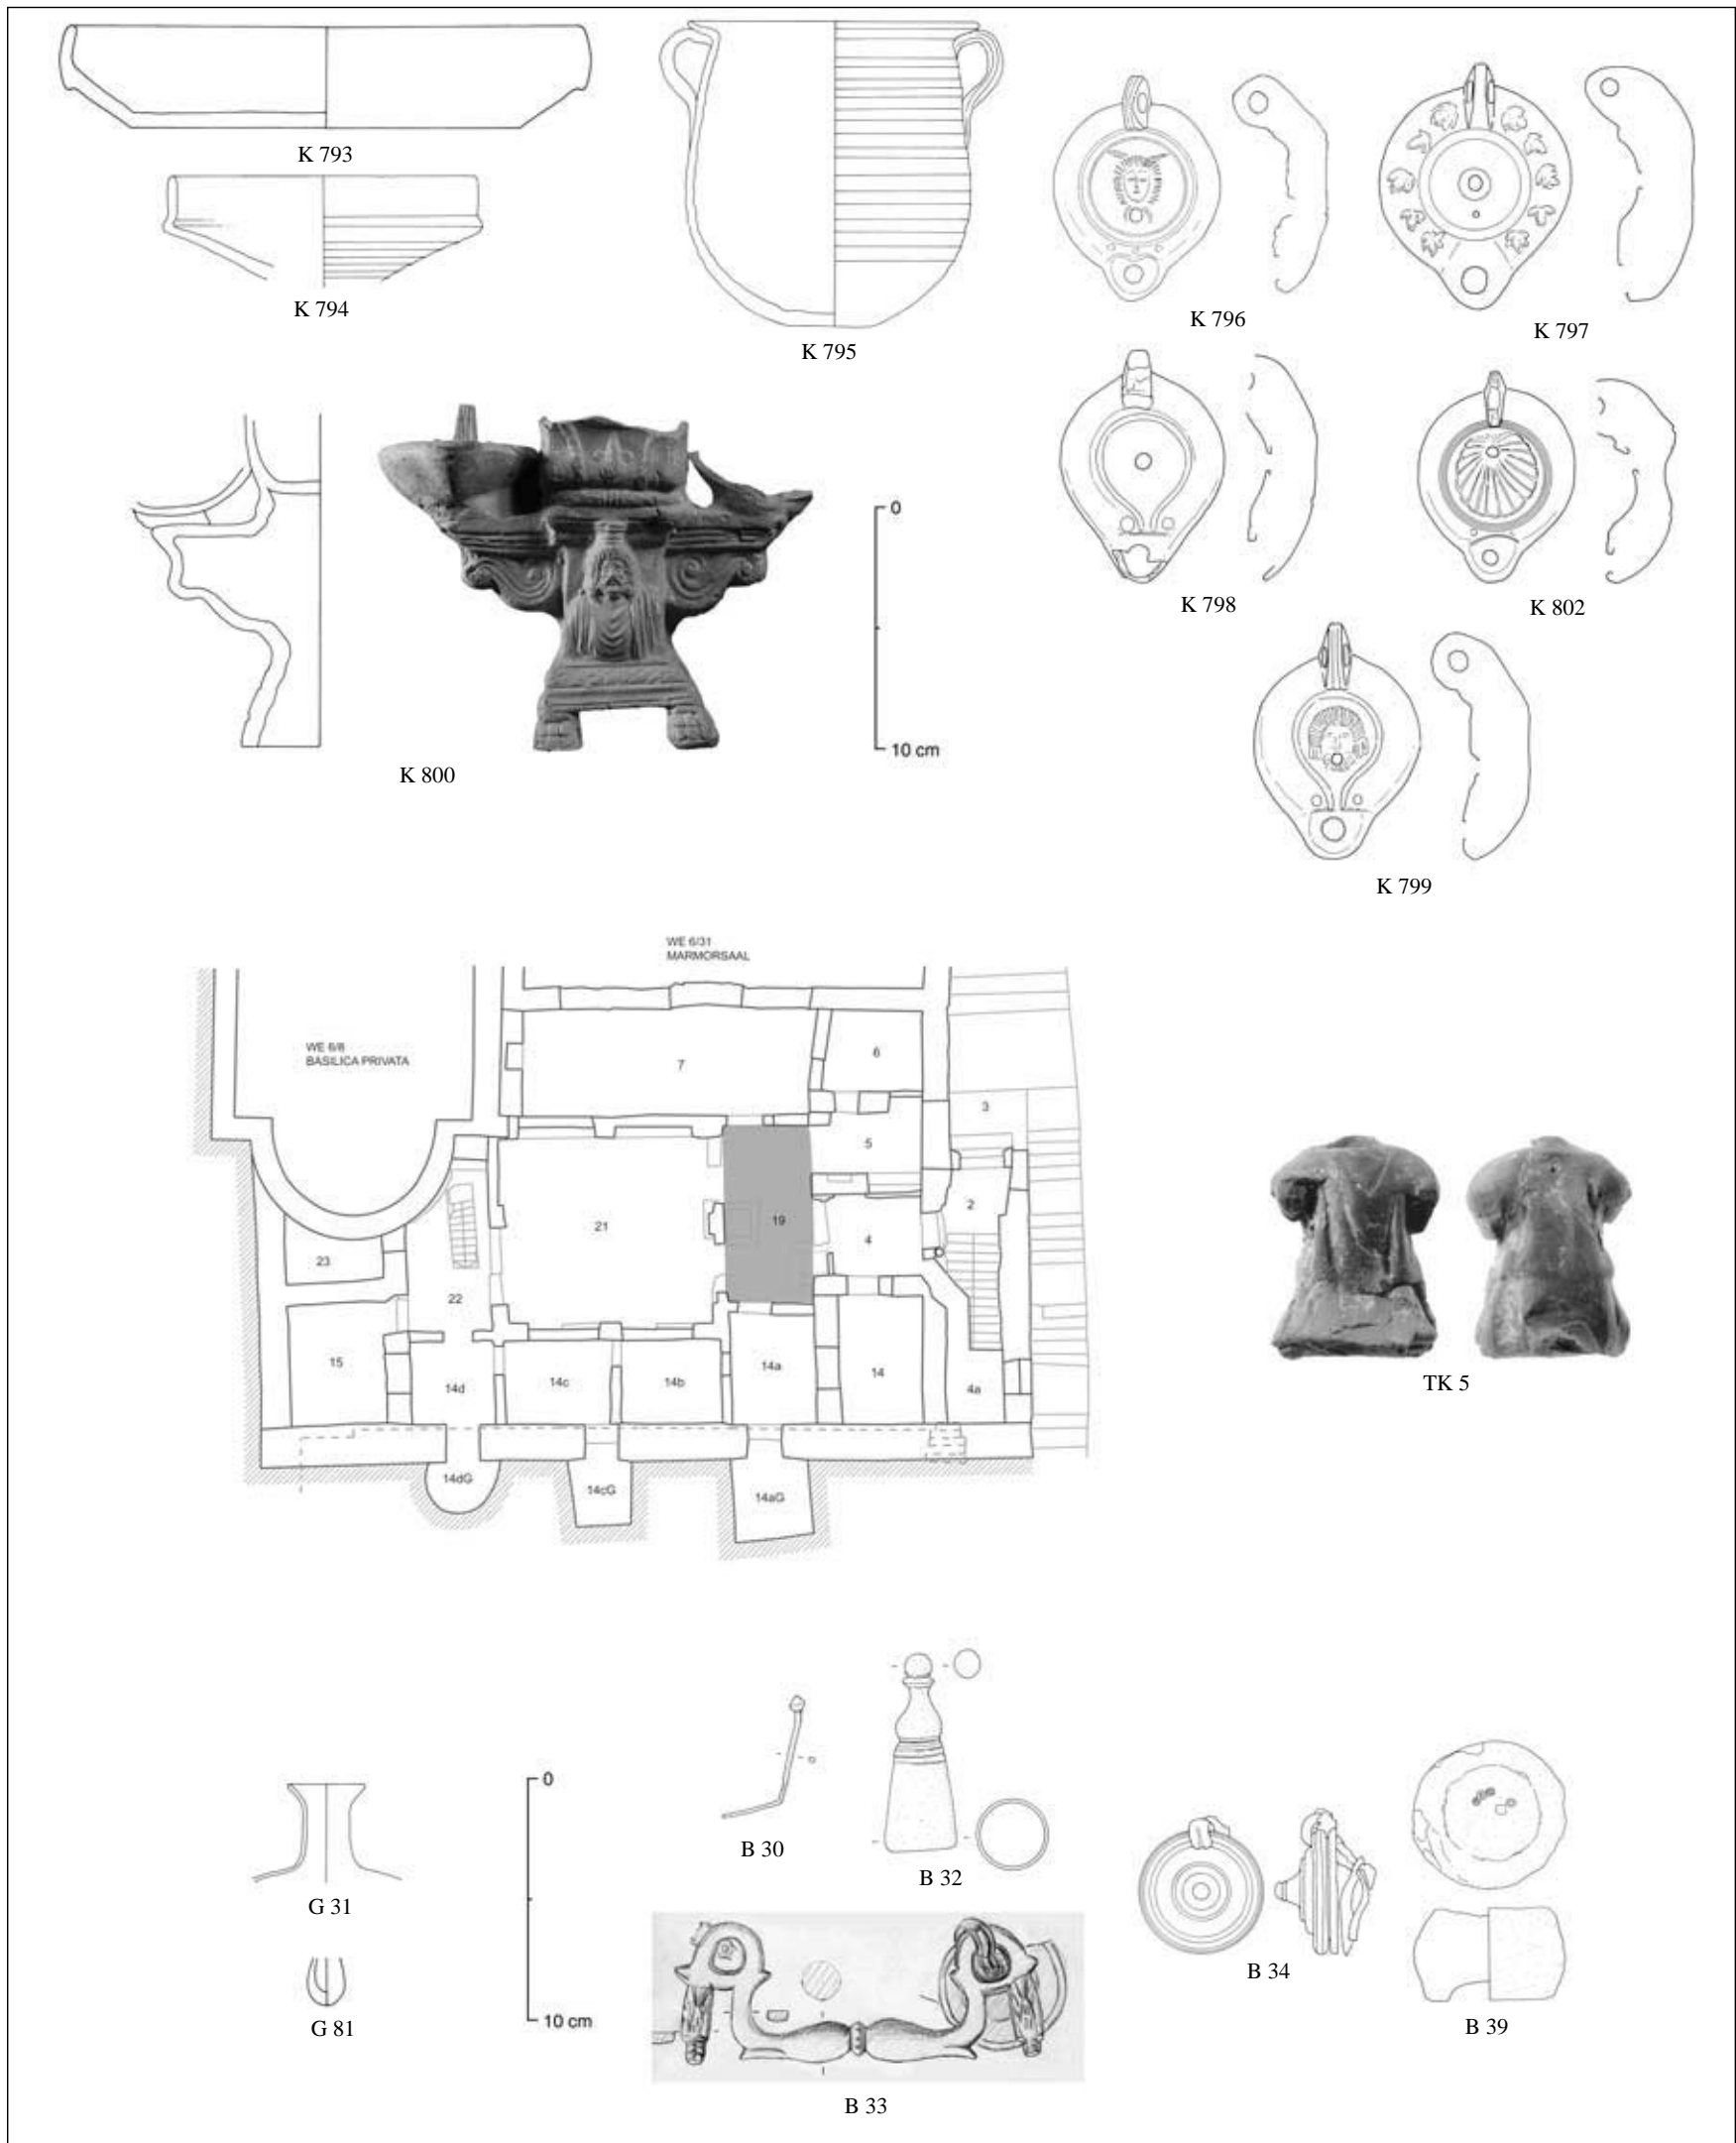 K 793
K 794
K 795
K 796
K 797
K 798
K 802
K 799
K 800
0
10 cm
WE 6/31
MARMORSAAL
WE 6/8
BASILICA PRIVATA
7
6
5
3
2
4
19
21
23
22
15
14d
14c
14b
14a
14
4a
14dG
14cG
14aG
TK 5
G 31
G 81
0
10 cm
B 30
B 32
B 33
B 34
B 39